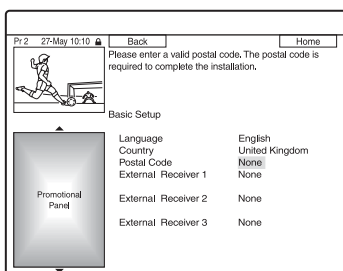 Pr 2 27-May 10:10 Back Home
Please enter a valid postal code. The postal code is
required to complete the installation.
Basic Setup
Language English
Country United Kingdom
Postal Code None
External Receiver 1 None
External Receiver 2 None
External Receiver 3 None
Promotional
Panel